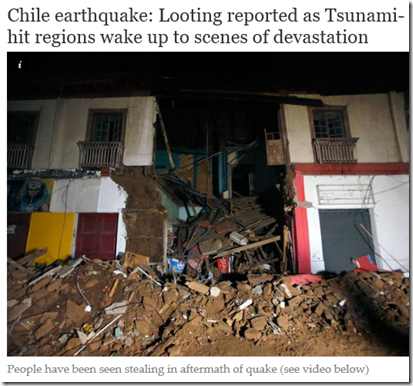 Chile earthquake: Looting reported as Tsunami-
hit regions wake up to scenes of devastation
i
People have been seen stealing in aftermath of quake (see video below)